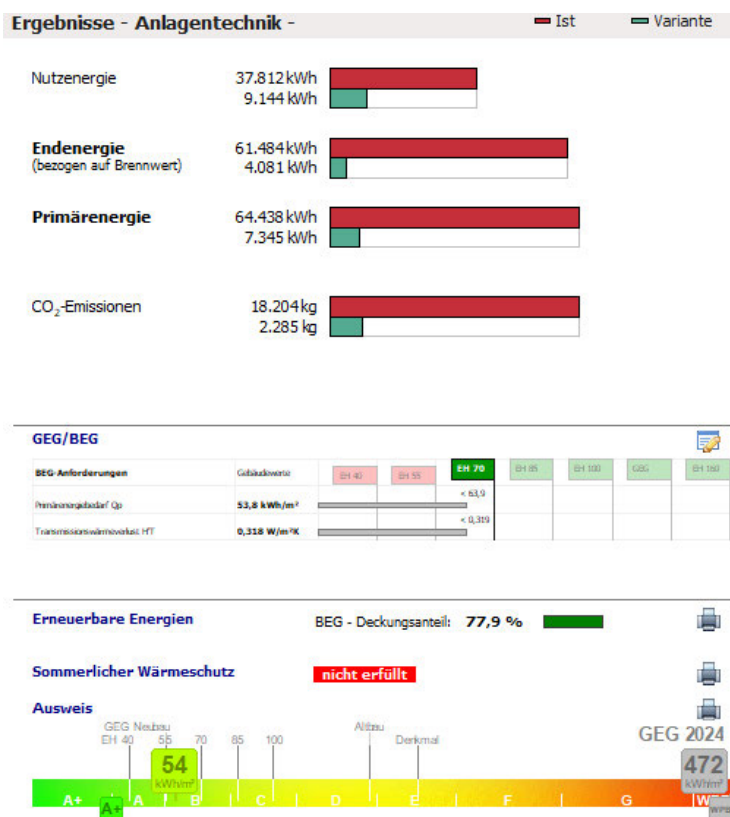 Ergebnisse - Anlagentechnik - Ist Variante
Nutzenergie 37.812 kWh
9.144 kWh
Endenergie 61.484 kWh
(bezogen auf Brennwert) 4.081 kWh
Primärenergie 64.438 kWh
7.345 kWh
CO₂-Emissionen 18.204 kg
2.285 kg
GEG/BEG
BEG-Anforderungen Gebäudewerte EH 40 EH 55 EH 70 EH 85 EH 100 GEG EH 160
< 63,9
Primärenergiebedarf Qp 53,8 kWh/m²
< 0,319
Transmissionswärmeverlust H'T 0,318 W/m²K
Erneuerbare Energien BEG - Deckungsanteil: 77,9 %
Sommerlicher Wärmeschutz nicht erfüllt
Ausweis
GEG Neubau Altbau GEG 2024
EH 40 55 70 85 100 Denkmal
54 472
kWh/m² kWh/m²
A+ A B C D E F G WPB
A+ WPB